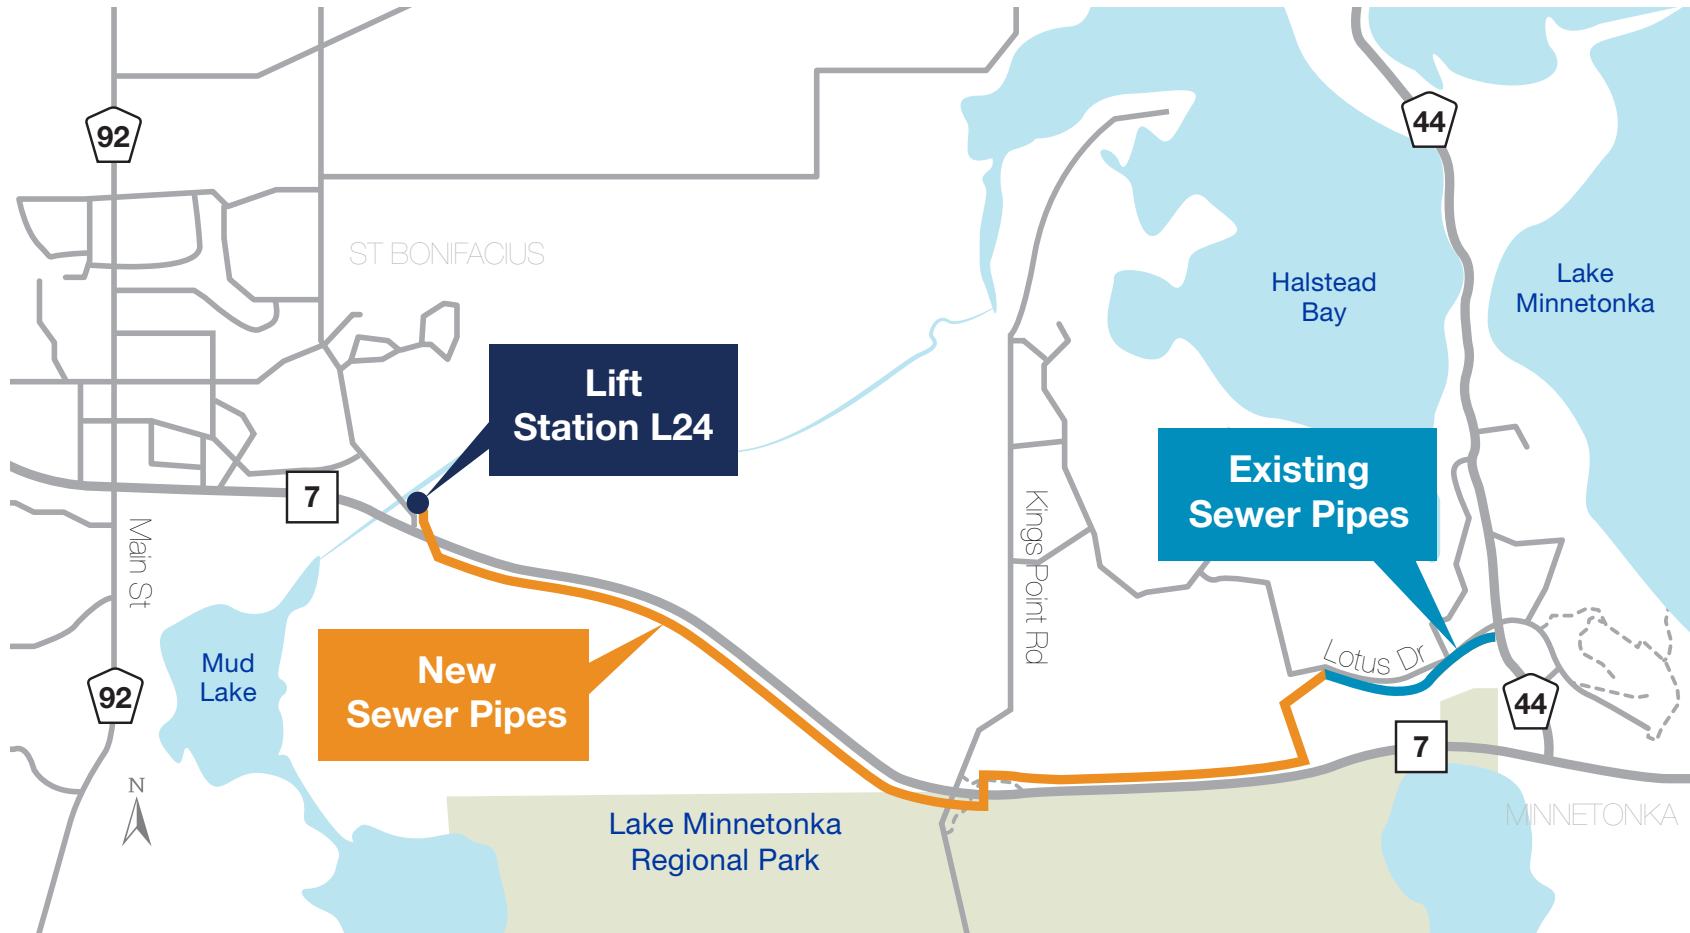 92
44
ST BONIFACIUS
Halstead
Bay
Lake
Minnetonka
Lift
Station L24
Existing
Sewer Pipes
7
Main St
Kings Point Rd
New
Sewer Pipes
Lotus Dr
Mud
Lake
92
44
7
N
Lake Minnetonka
Regional Park
MINNETONKA